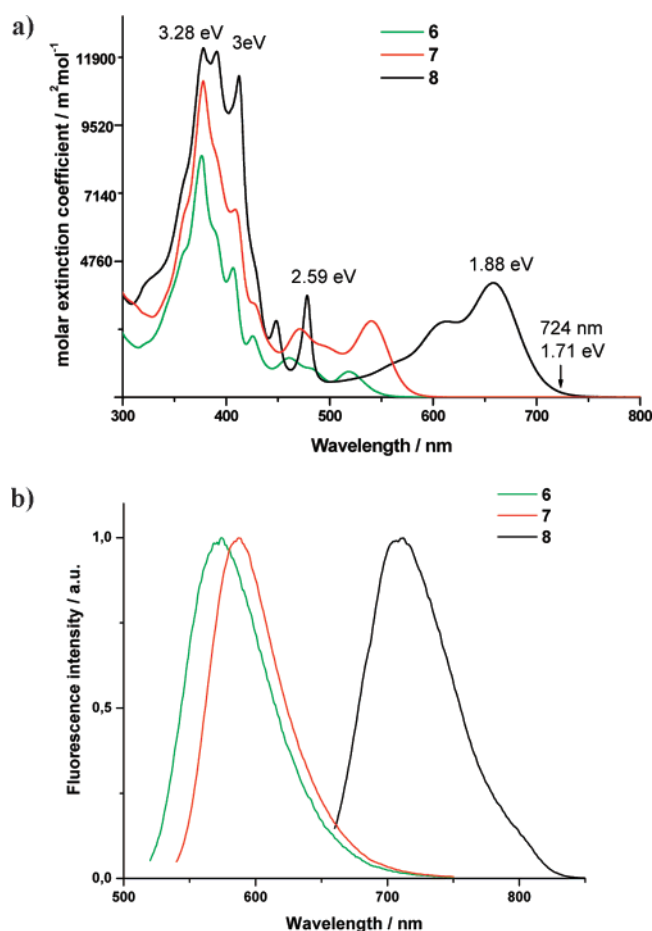 a)
3.28 eV
3eV
6
7
8
11900
9520
7140
4760
2.59 eV
1.88 eV
724 nm
1.71 eV
molar extinction coefficient / m²mol⁻¹
300 400 500 600 700 800
Wavelength / nm
b)
6
7
8
1,0
0,5
0,0
Fluorescence intensity / a.u.
500 600 700 800
Wavelength / nm